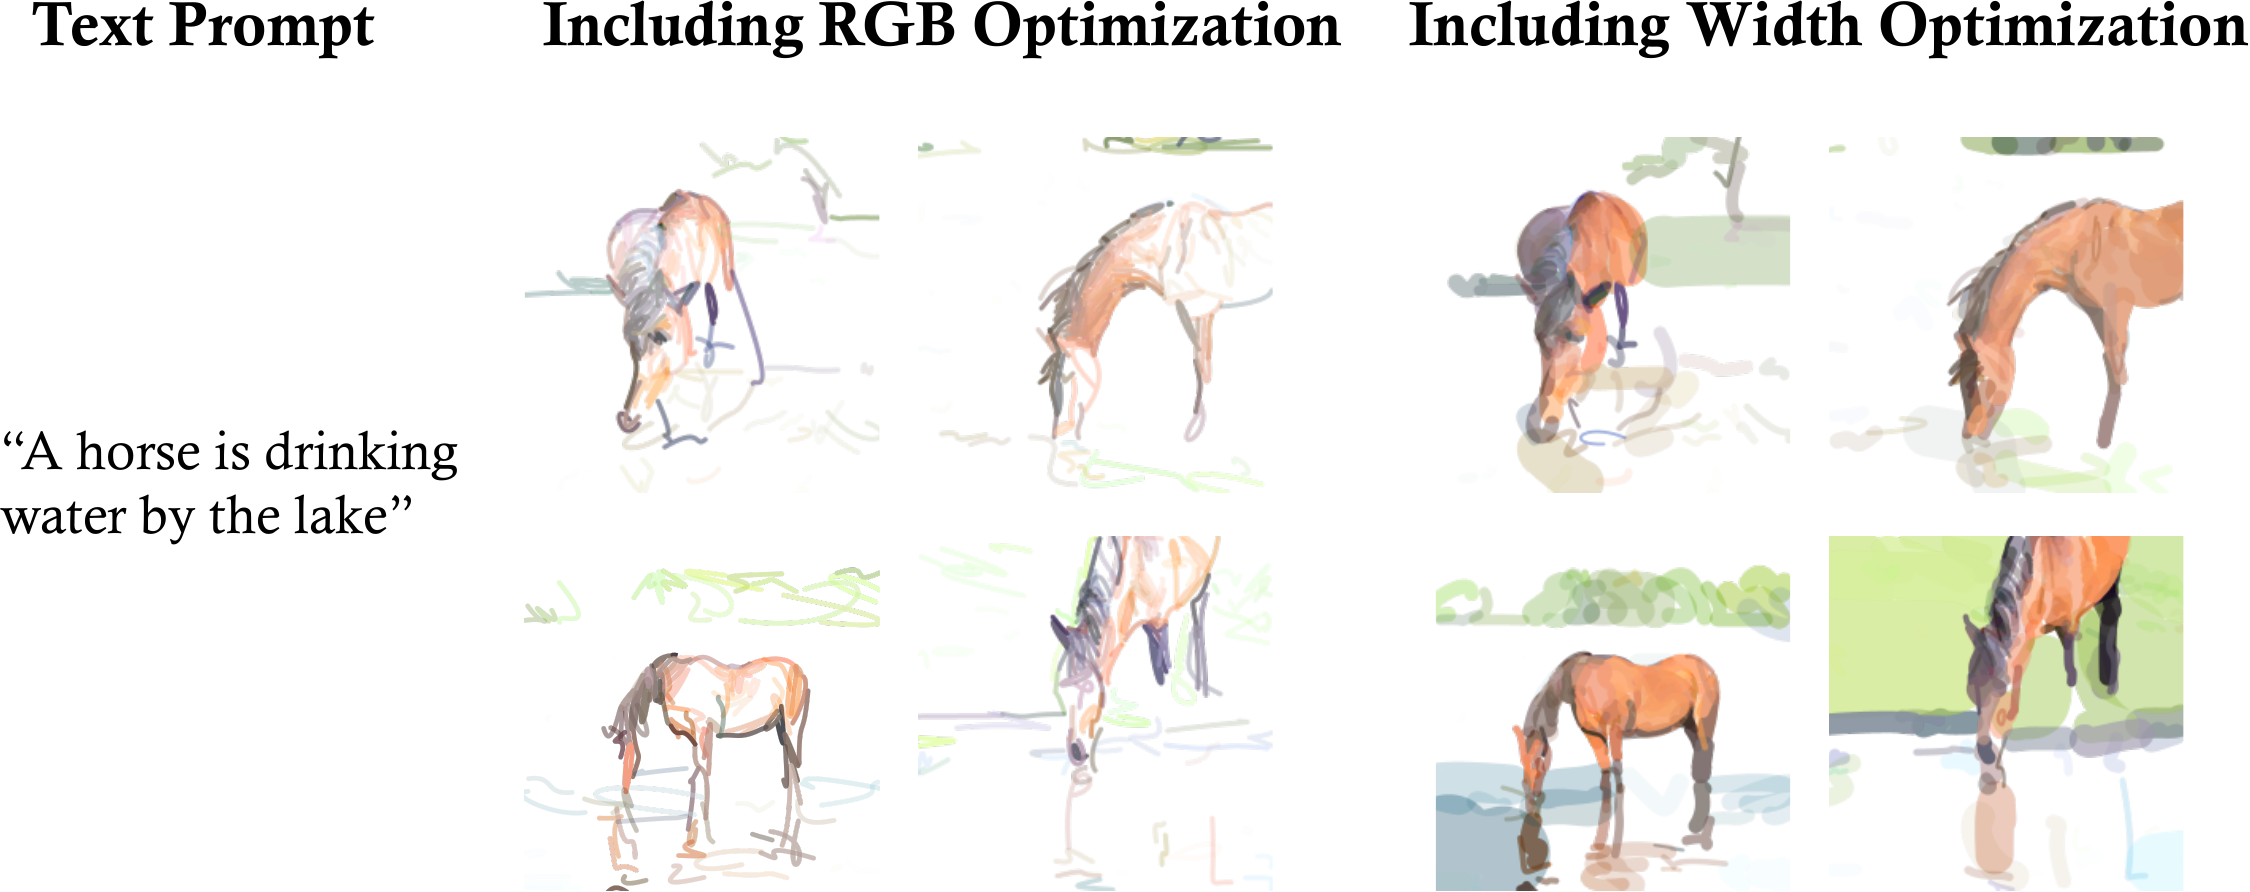 Text Prompt
Including RGB Optimization
Including Width Optimization
“A horse is drinking
water by the lake”